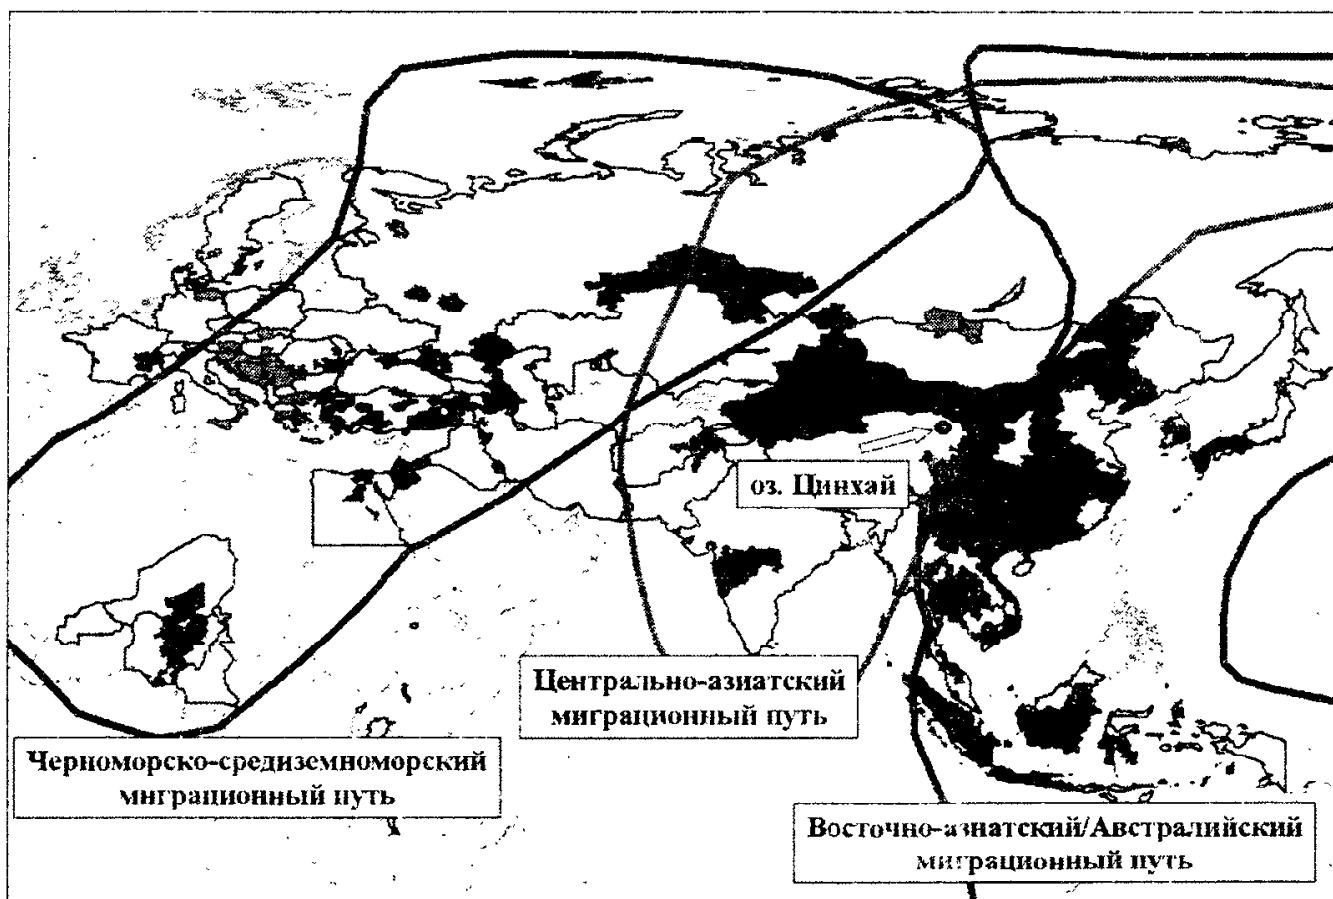 оз. Цинхай
Центрально-азиатский
миграционный путь
Черноморско-средиземноморский
миграционный путь
Восточно-азиатский/Австралийский
миграционный путь